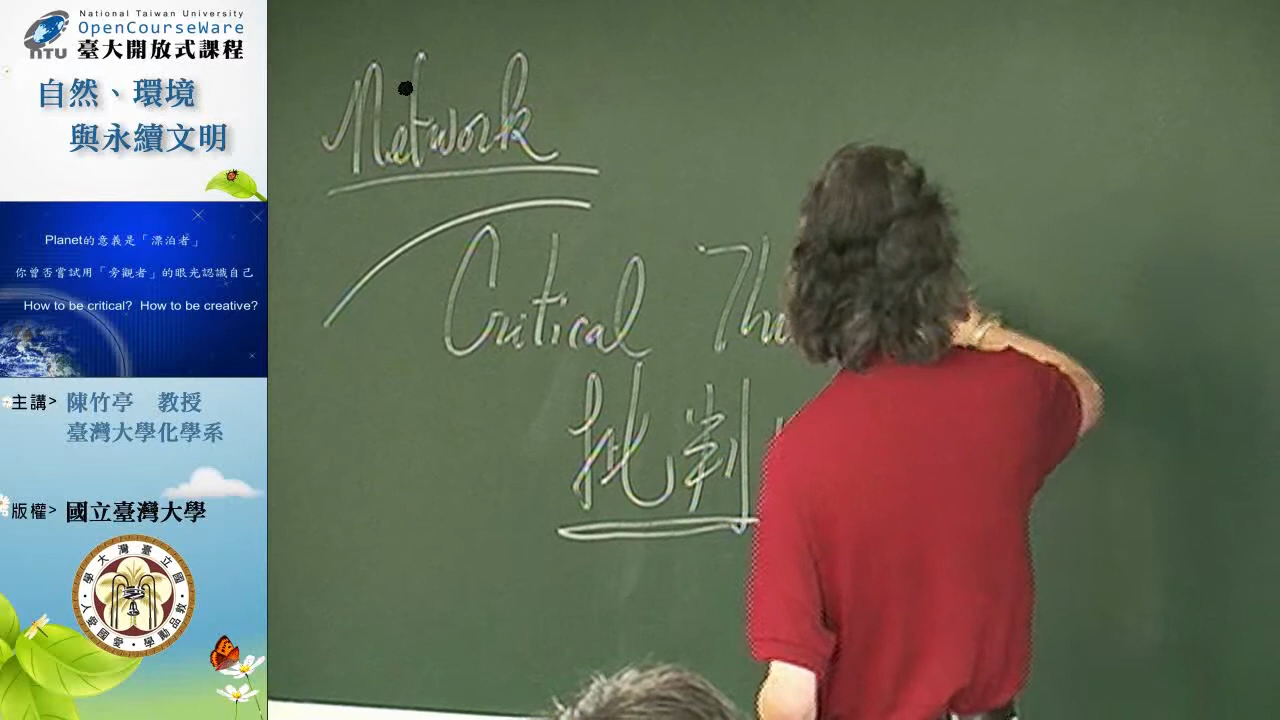 National Taiwan University
OpenCourseWare
NTU
臺大開放式課程
自然、環境
與永續文明
Planet的意義是「漂泊者」
你曾否嘗試用「旁觀者」的眼光認識自己
How to be critical? How to be creative?
主講> 陳竹亭 教授
臺灣大學化學系
版權> 國立臺灣大學
Network
Critical
批判